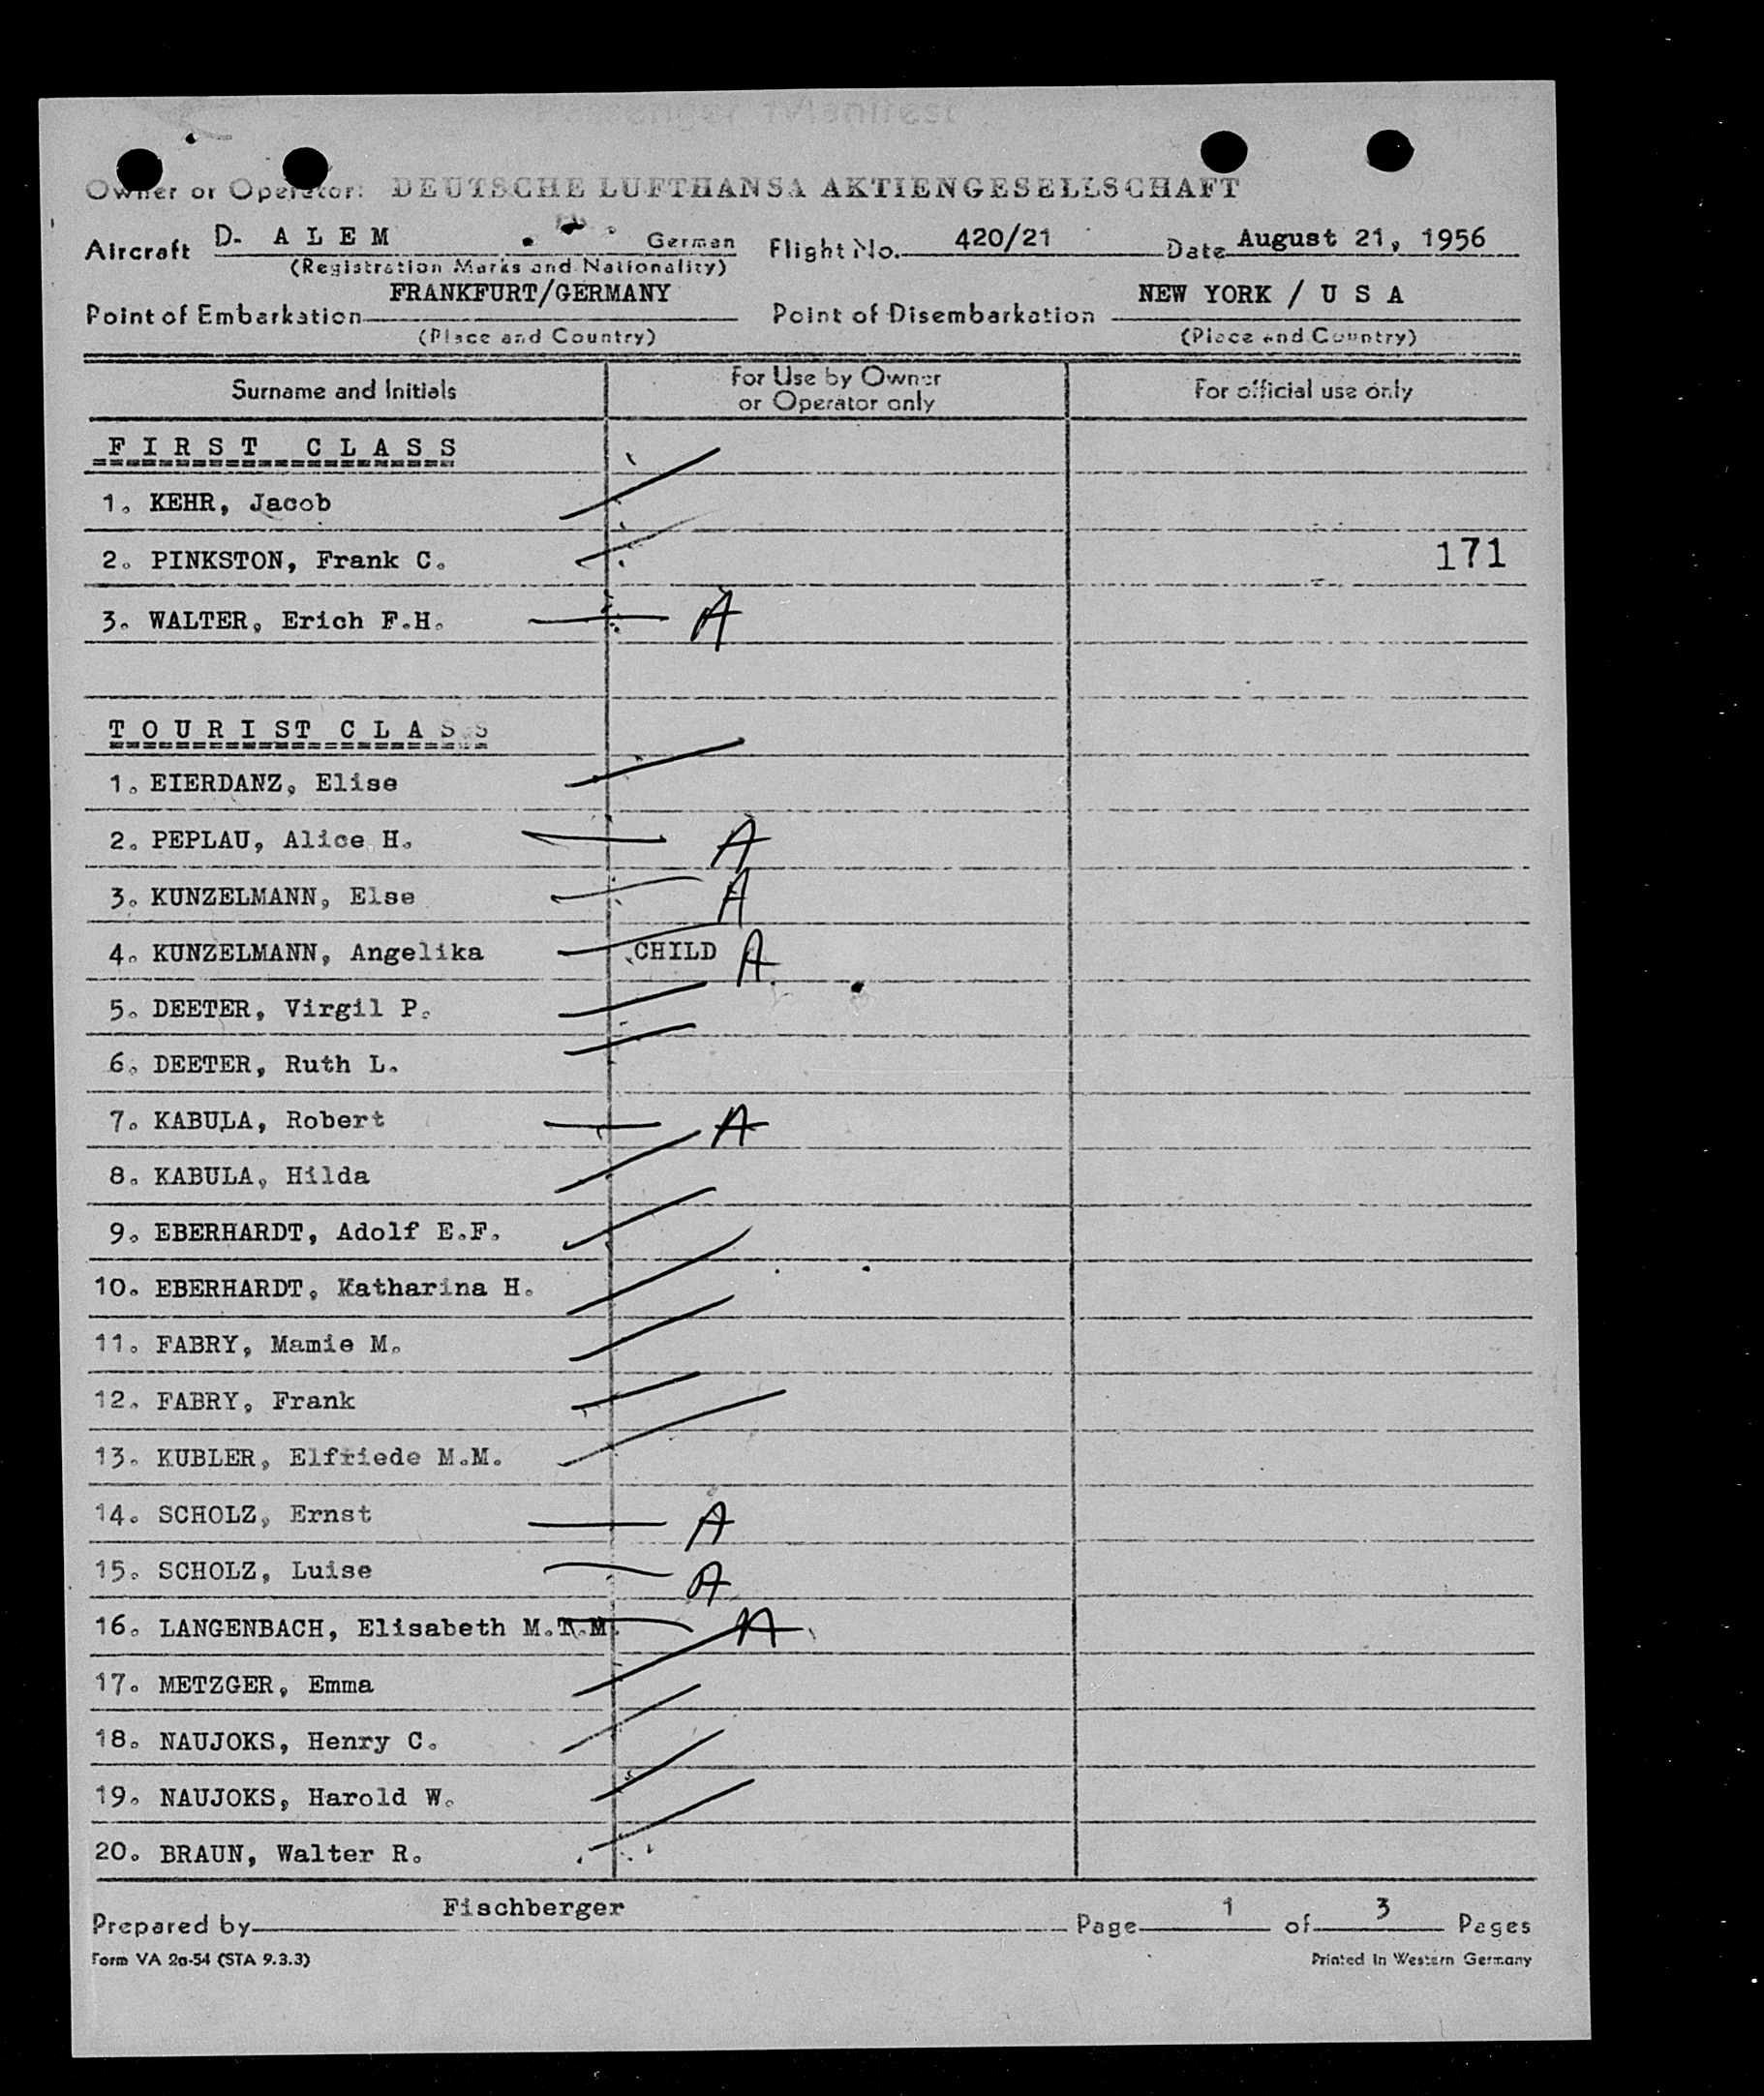 Passenger Manifest
Owner or Operator: DEUTSCHE LUFTHANSA AKTIENGESELLSCHAFT
Aircraft D- A L E M German Flight No. 420/21 Date August 21, 1956
(Registration Marks and Nationality)
FRANKFURT/GERMANY NEW YORK / U S A
Point of Embarkation Point of Disembarkation
(Place and Country) (Place and Country)
Surname and Initials For Use by Owner or Operator only For official use only
F I R S T C L A S S
1. KEHR, Jacob
2. PINKSTON, Frank C. 171
3. WALTER, Erich F.H. A
T O U R I S T C L A S S
1. EIERDANZ, Elise
2. PEPLAU, Alice H. A
3. KUNZELMANN, Else A
4. KUNZELMANN, Angelika CHILD A
5. DEETER, Virgil P.
6. DEETER, Ruth L.
7. KABULA, Robert A
8. KABULA, Hilda
9. EBERHARDT, Adolf E.F.
10. EBERHARDT, Katharina H.
11. FABRY, Mamie M.
12. FABRY, Frank
13. KUBLER, Elfriede M.M.
14. SCHOLZ, Ernst A
15. SCHOLZ, Luise A
16. LANGENBACH, Elisabeth M.T.M. A
17. METZGER, Emma
18. NAUJOKS, Henry C.
19. NAUJOKS, Harold W.
20. BRAUN, Walter R.
Prepared by Fischberger Page 1 of 3 Pages
Form VA 2a-54 (STA 9.3.3) Printed in Western Germany